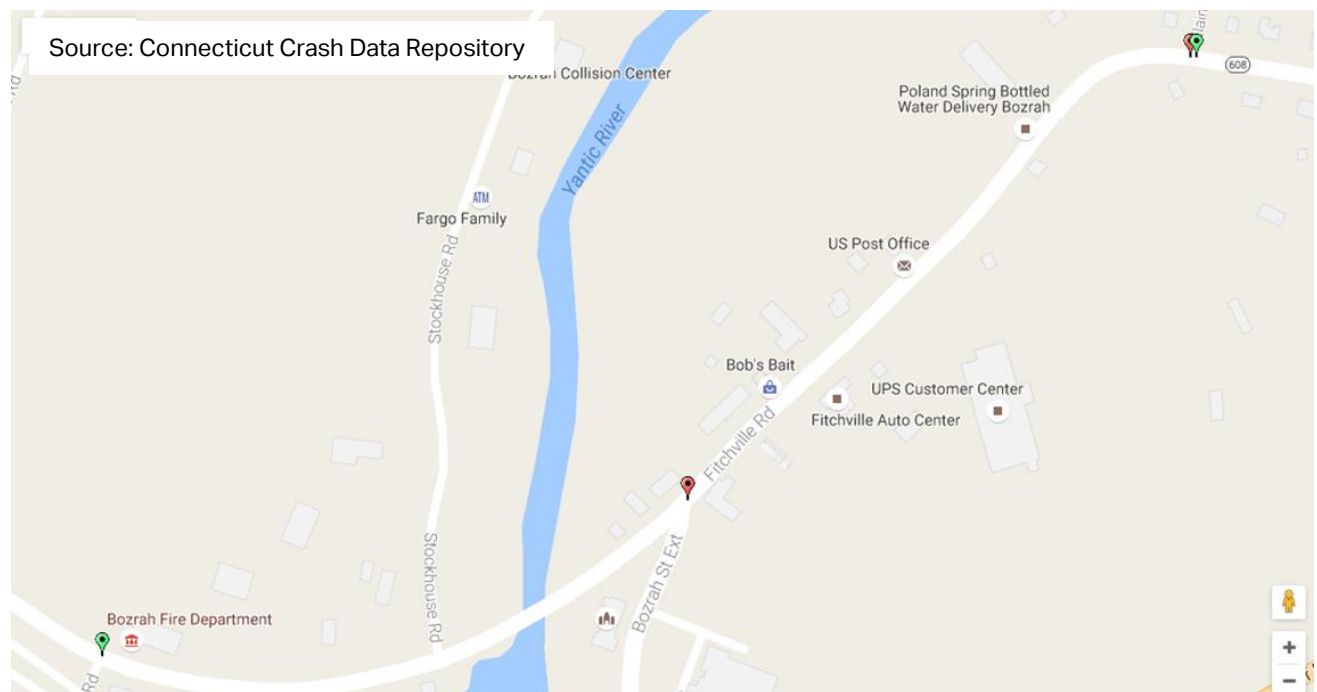 Source: Connecticut Crash Data Repository
Rd
Bozrah Collision Center
608
Poland Spring Bottled
Water Delivery Bozrah
Yantic River
ATM
Fargo Family
Stockhouse Rd
US Post Office
Bob's Bait
UPS Customer Center
Fitchville Auto Center
Fitchville Rd
Stockhouse Rd
Bozrah St Ext
Bozrah Fire Department
Rd
+
−